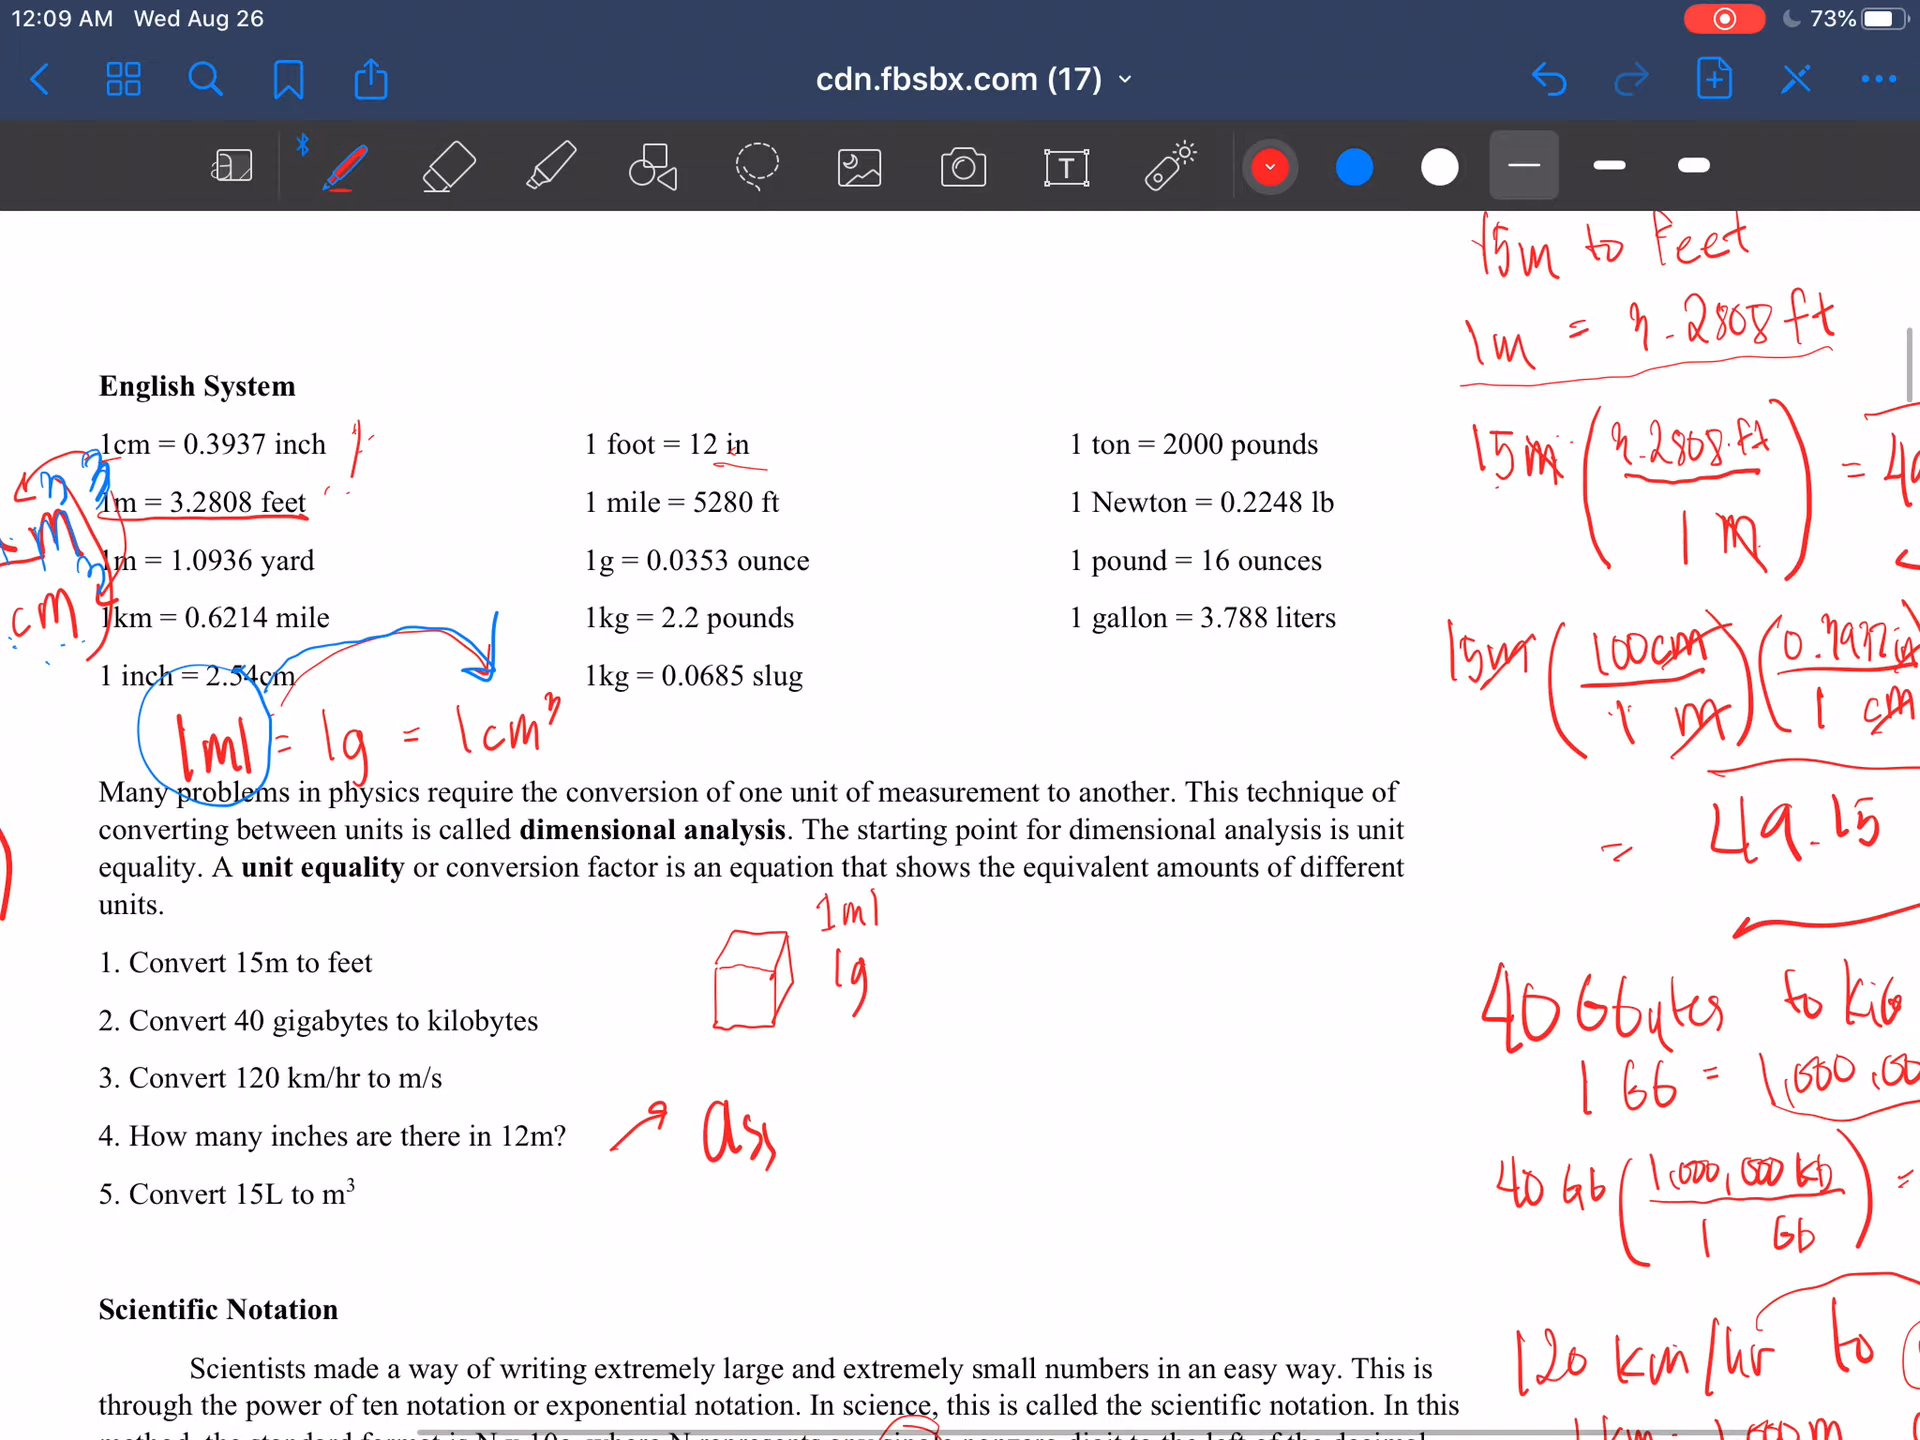 12:09 AM Wed Aug 26
73%
cdn.fbsbx.com (17)
15m to Feet
1m = 3.2808 ft
English System
1cm = 0.3937 inch
1 foot = 12 in
1 ton = 2000 pounds
1m = 3.2808 feet
1 mile = 5280 ft
1 Newton = 0.2248 lb
1m = 1.0936 yard
1g = 0.0353 ounce
1 pound = 16 ounces
1km = 0.6214 mile
1kg = 2.2 pounds
1 gallon = 3.788 liters
1 inch = 2.54cm
1kg = 0.0685 slug
cm
1ml = 1g = 1cm³
15m (3.2808 ft / 1 m) =
15m (100cm / 1 m) (0.3937 in / 1 cm)
= 49.15
Many problems in physics require the conversion of one unit of measurement to another. This technique of
converting between units is called dimensional analysis. The starting point for dimensional analysis is unit
equality. A unit equality or conversion factor is an equation that shows the equivalent amounts of different
units.
1ml
1g
1. Convert 15m to feet
2. Convert 40 gigabytes to kilobytes
3. Convert 120 km/hr to m/s
4. How many inches are there in 12m?
ass
5. Convert 15L to m³
40 Gbytes to
1 Gb =
40 Gb (1,000,000 kb / 1 Gb) =
120 km/hr to
Scientific Notation
Scientists made a way of writing extremely large and extremely small numbers in an easy way. This is
through the power of ten notation or exponential notation. In science, this is called the scientific notation. In this